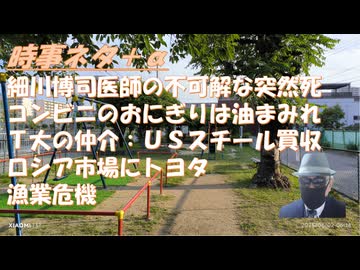 時事ネタ+α
細川博司医師の不可解な突然死
コンビニのおにぎりは油まみれ
T大の仲介：USスチール買収
ロシア市場にトヨタ
漁業危機
XIAOMI